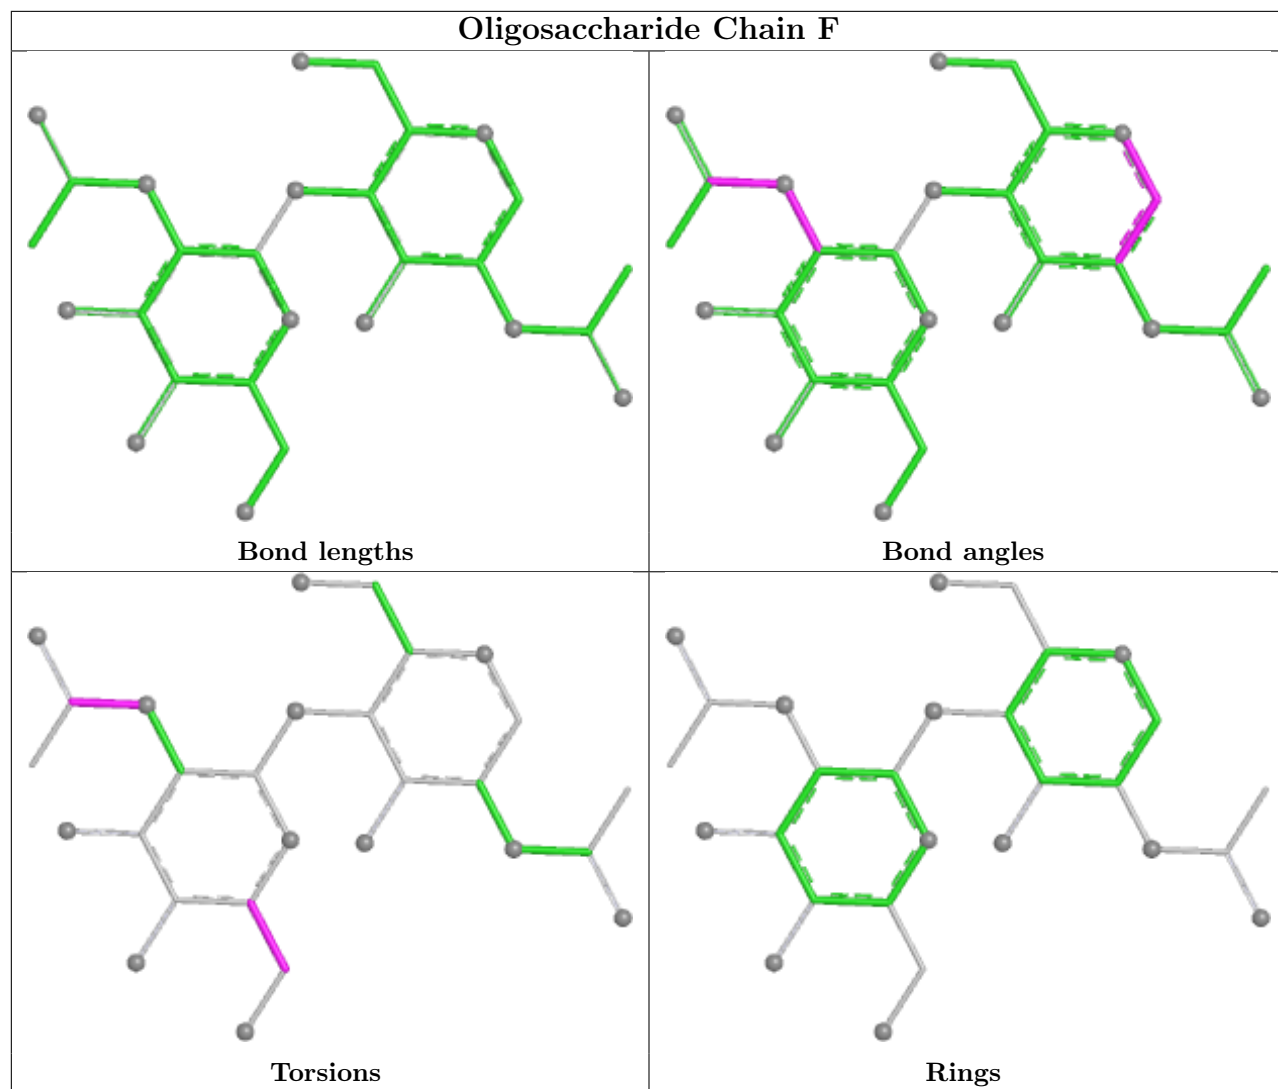 Oligosaccharide Chain F
Bond lengths
Bond angles
Torsions
Rings